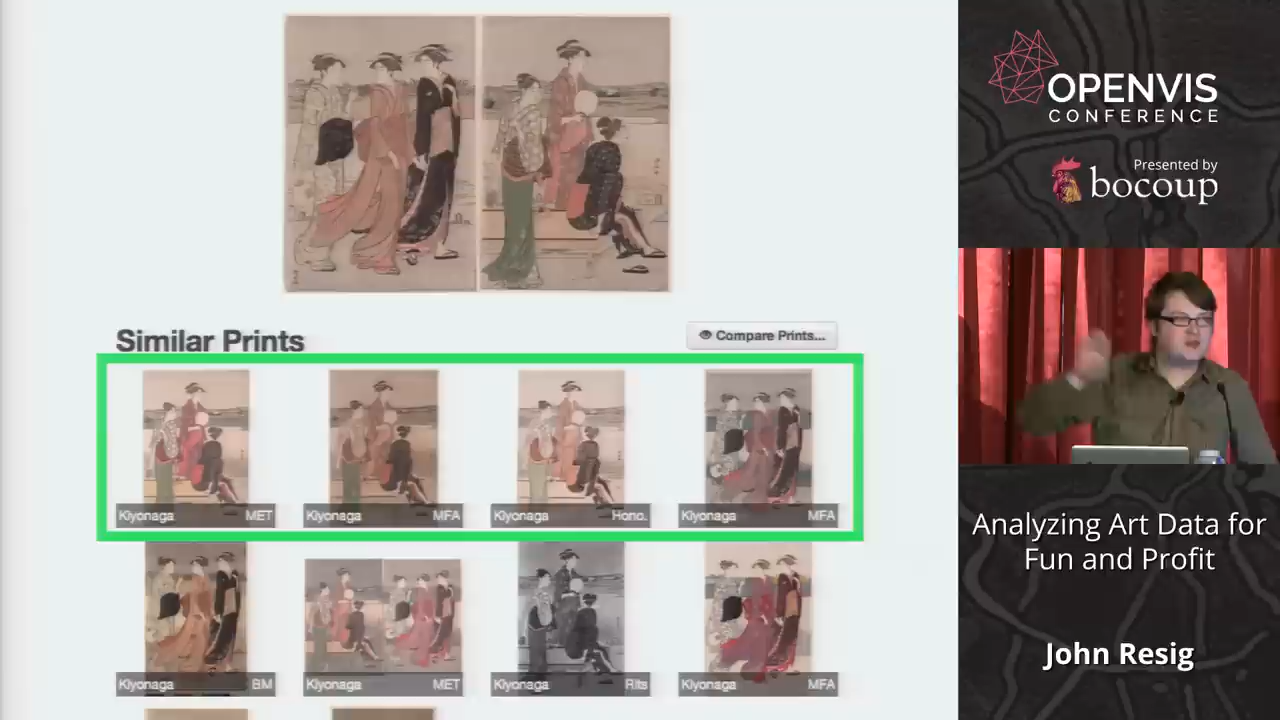 Similar Prints
Compare Prints...
Kiyonaga MET
Kiyonaga MFA
Kiyonaga Hono.
Kiyonaga MFA
Kiyonaga BM
Kiyonaga MET
Kiyonaga Rits
Kiyonaga MFA
OPENVIS
CONFERENCE
Presented by
bocoup
Analyzing Art Data for
Fun and Profit
John Resig